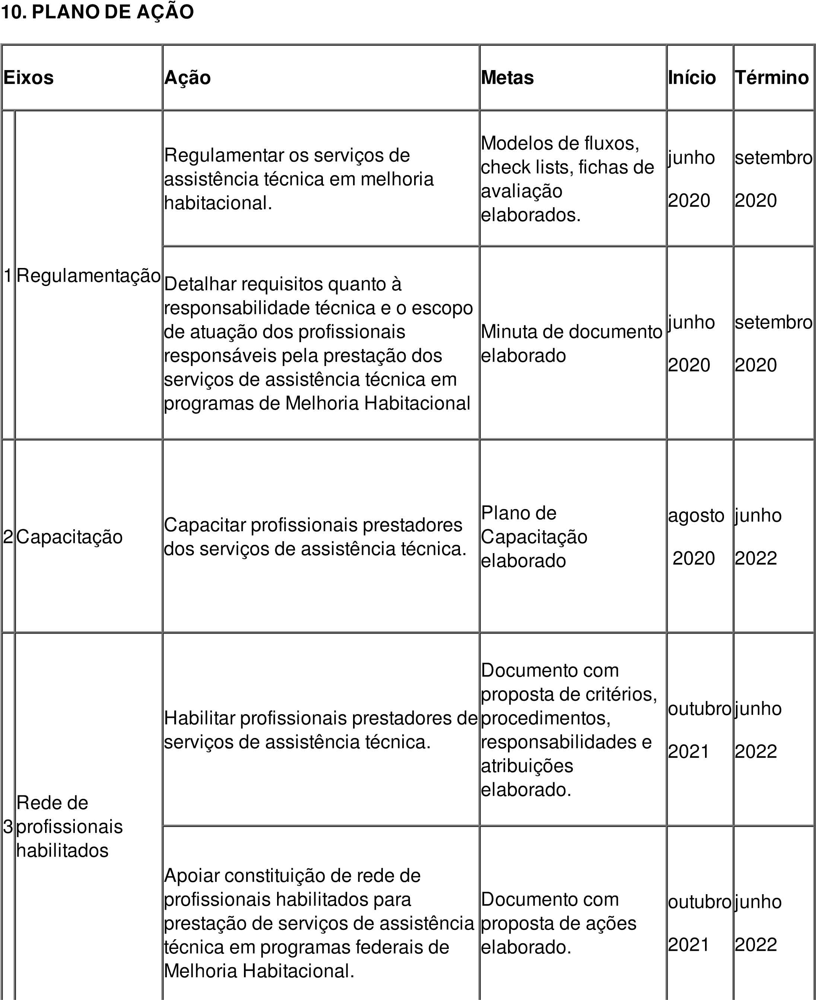 10. PLANO DE AÇÃO
Eixos
Ação
Metas
Início
Término
1
Regulamentação
Regulamentar os serviços de
assistência técnica em melhoria
habitacional.
Modelos de fluxos,
check lists, fichas de
avaliação
elaborados.
junho
2020
setembro
2020
Detalhar requisitos quanto à
responsabilidade técnica e o escopo
de atuação dos profissionais
responsáveis pela prestação dos
serviços de assistência técnica em
programas de Melhoria Habitacional
Minuta de documento
elaborado
junho
2020
setembro
2020
2
Capacitação
Capacitar profissionais prestadores
dos serviços de assistência técnica.
Plano de
Capacitação
elaborado
agosto
2020
junho
2022
3
Rede de
profissionais
habilitados
Habilitar profissionais prestadores de
serviços de assistência técnica.
Documento com
proposta de critérios,
procedimentos,
responsabilidades e
atribuições
elaborado.
outubro
2021
junho
2022
Apoiar constituição de rede de
profissionais habilitados para
prestação de serviços de assistência
técnica em programas federais de
Melhoria Habitacional.
Documento com
proposta de ações
elaborado.
outubro
2021
junho
2022